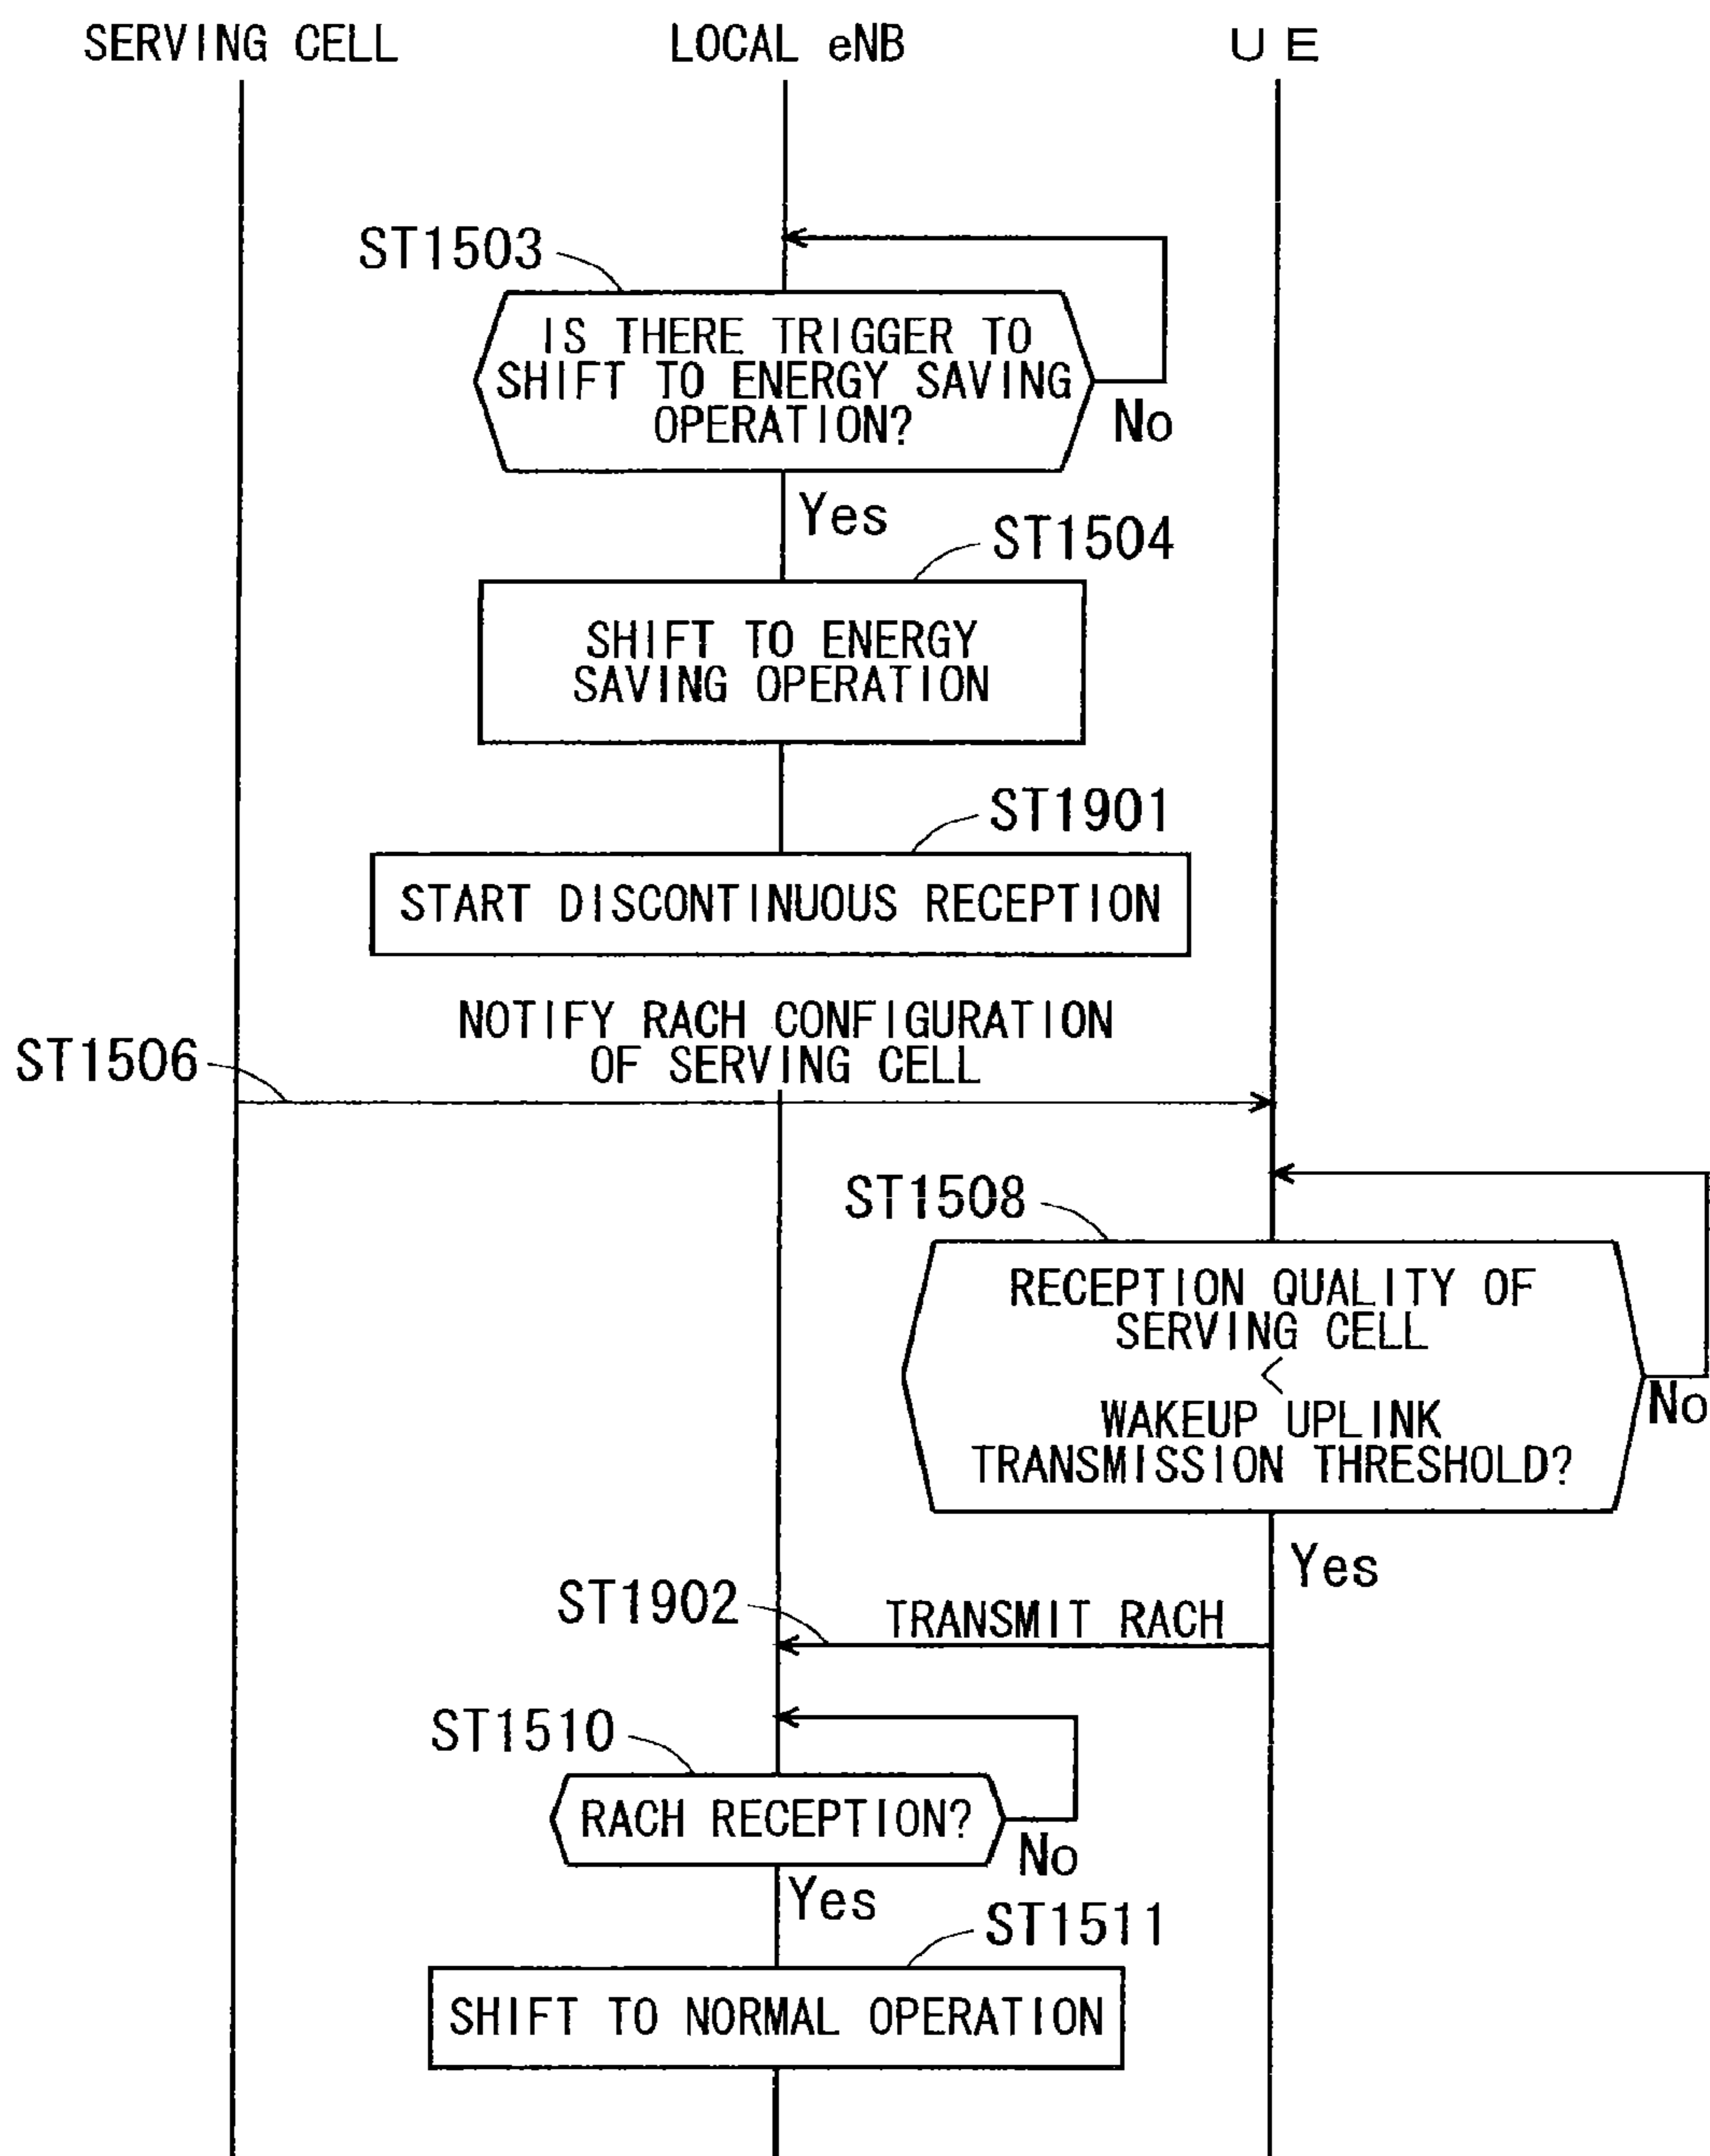 SERVING CELL
LOCAL eNB
UE
ST1503
IS THERE TRIGGER TO
SHIFT TO ENERGY SAVING
OPERATION?
No
Yes
ST1504
SHIFT TO ENERGY
SAVING OPERATION
ST1901
START DISCONTINUOUS RECEPTION
NOTIFY RACH CONFIGURATION
OF SERVING CELL
ST1506
ST1508
RECEPTION QUALITY OF
SERVING CELL
<
WAKEUP UPLINK
TRANSMISSION THRESHOLD?
No
Yes
ST1902
TRANSMIT RACH
ST1510
RACH RECEPTION?
No
Yes
ST1511
SHIFT TO NORMAL OPERATION